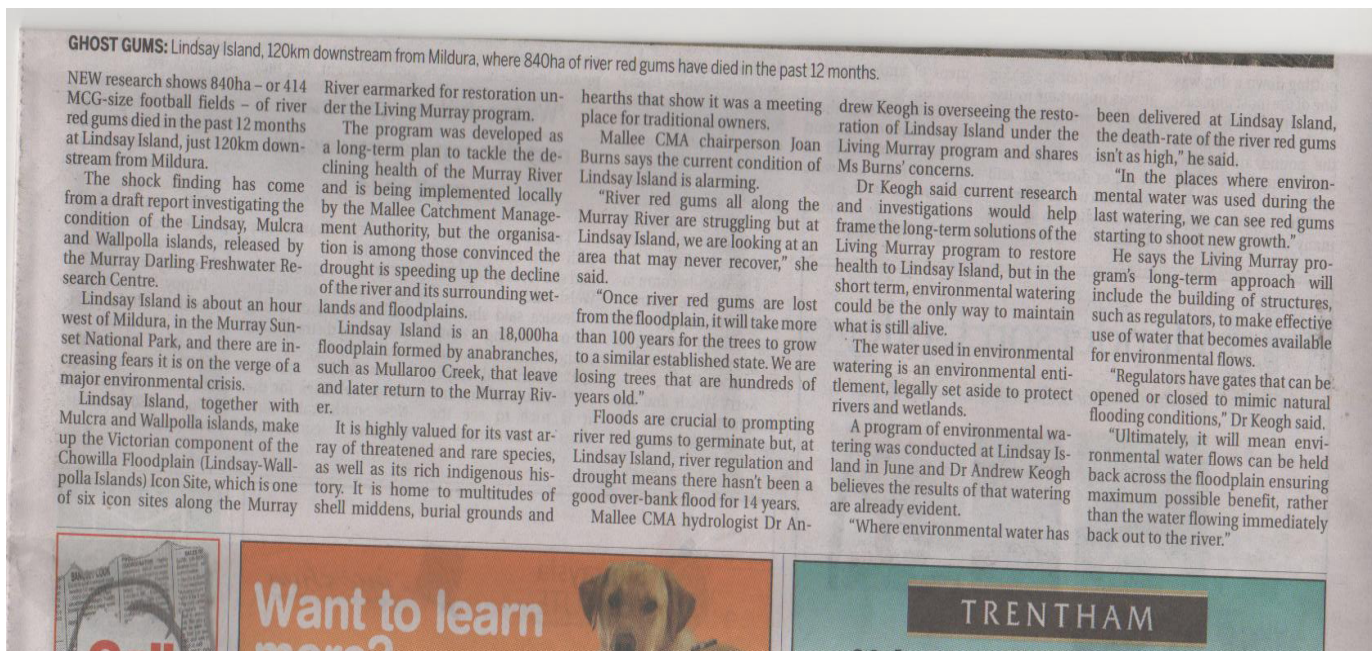 GHOST GUMS: Lindsay Island, 120km downstream from Mildura, where 840ha of river red gums have died in the past 12 months.
NEW research shows 840ha – or 414
MCG-size football fields – of river
red gums died in the past 12 months
at Lindsay Island, just 120km down-
stream from Mildura.
The shock finding has come
from a draft report investigating the
condition of the Lindsay, Mulcra
and Wallpolla islands, released by
the Murray Darling Freshwater Re-
search Centre.
Lindsay Island is about an hour
west of Mildura, in the Murray Sun-
set National Park, and there are in-
creasing fears it is on the verge of a
major environmental crisis.
Lindsay Island, together with
Mulcra and Wallpolla islands, make
up the Victorian component of the
Chowilla Floodplain (Lindsay-Wall-
polla Islands) Icon Site, which is one
of six icon sites along the Murray
River earmarked for restoration un-
der the Living Murray program.
The program was developed as
a long-term plan to tackle the de-
clining health of the Murray River
and is being implemented locally
by the Mallee Catchment Manage-
ment Authority, but the organisa-
tion is among those convinced the
drought is speeding up the decline
of the river and its surrounding wet-
lands and floodplains.
Lindsay Island is an 18,000ha
floodplain formed by anabranches,
such as Mullaroo Creek, that leave
and later return to the Murray Riv-
er.
It is highly valued for its vast ar-
ray of threatened and rare species,
as well as its rich indigenous his-
tory. It is home to multitudes of
shell middens, burial grounds and
hearths that show it was a meeting
place for traditional owners.
Mallee CMA chairperson Joan
Burns says the current condition of
Lindsay Island is alarming.
"River red gums all along the
Murray River are struggling but at
Lindsay Island, we are looking at an
area that may never recover," she
said.
"Once river red gums are lost
from the floodplain, it will take more
than 100 years for the trees to grow
to a similar established state. We are
losing trees that are hundreds of
years old."
Floods are crucial to prompting
river red gums to germinate but, at
Lindsay Island, river regulation and
drought means there hasn't been a
good over-bank flood for 14 years.
Mallee CMA hydrologist Dr An-
drew Keogh is overseeing the resto-
ration of Lindsay Island under the
Living Murray program and shares
Ms Burns' concerns.
Dr Keogh said current research
and investigations would help
frame the long-term solutions of the
Living Murray program to restore
health to Lindsay Island, but in the
short term, environmental watering
could be the only way to maintain
what is still alive.
The water used in environmental
watering is an environmental enti-
tlement, legally set aside to protect
rivers and wetlands.
A program of environmental wa-
tering was conducted at Lindsay Is-
land in June and Dr Andrew Keogh
believes the results of that watering
are already evident.
"Where environmental water has
been delivered at Lindsay Island,
the death-rate of the river red gums
isn't as high," he said.
"In the places where environ-
mental water was used during the
last watering, we can see red gums
starting to shoot new growth."
He says the Living Murray pro-
gram's long-term approach will
include the building of structures,
such as regulators, to make effective
use of water that becomes available
for environmental flows.
"Regulators have gates that can be
opened or closed to mimic natural
flooding conditions," Dr Keogh said.
"Ultimately, it will mean envi-
ronmental water flows can be held
back across the floodplain ensuring
maximum possible benefit, rather
than the water flowing immediately
back out to the river."
Want to learn
more?
TRENTHAM